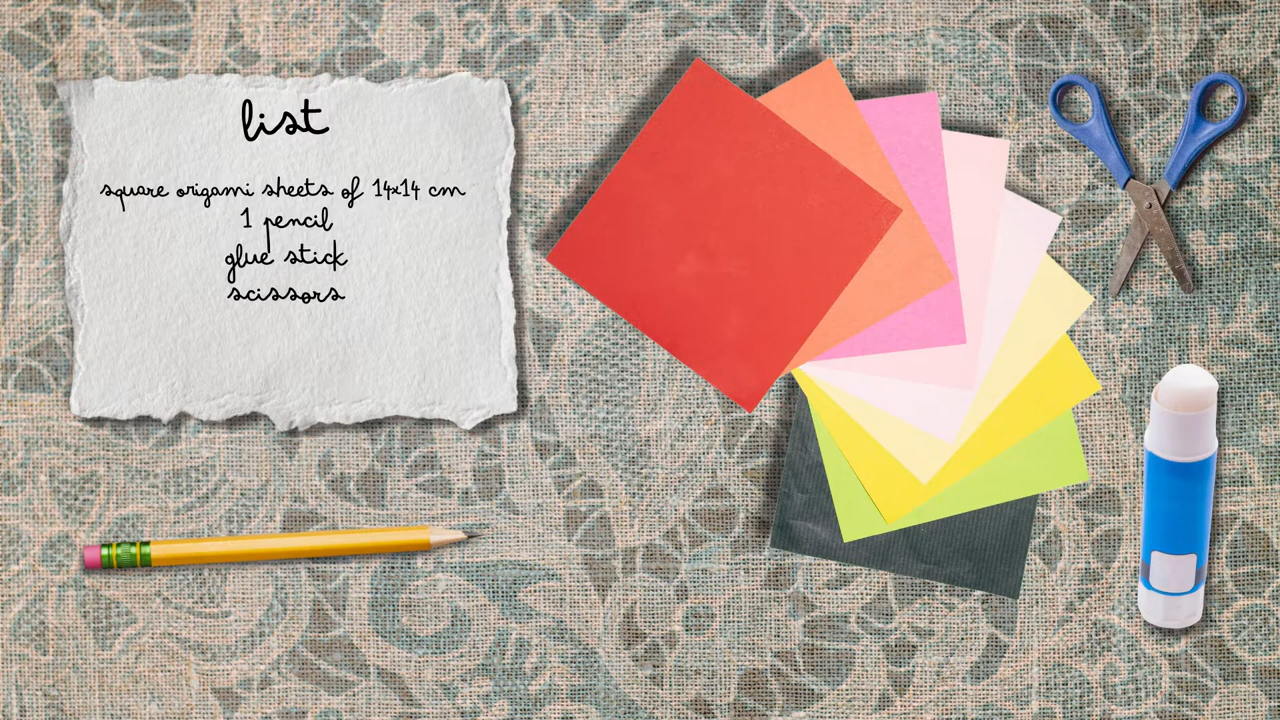 list
square origami sheets of 14x14 cm
1 pencil
glue stick
scissors